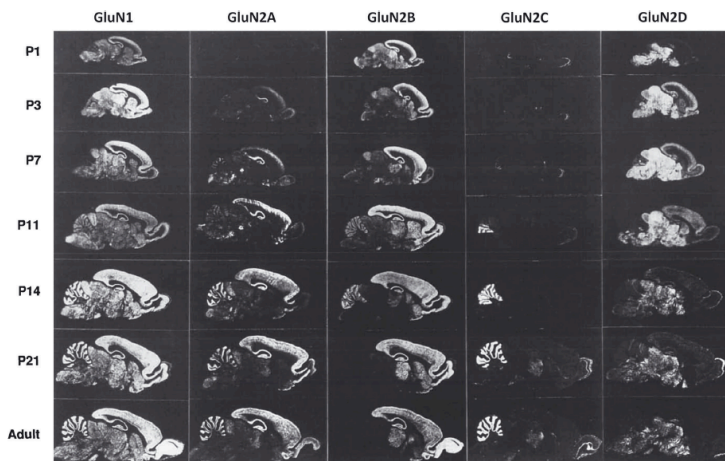 GluN1 GluN2A GluN2B GluN2C GluN2D
P1
P3
P7
P11
P14
P21
Adult